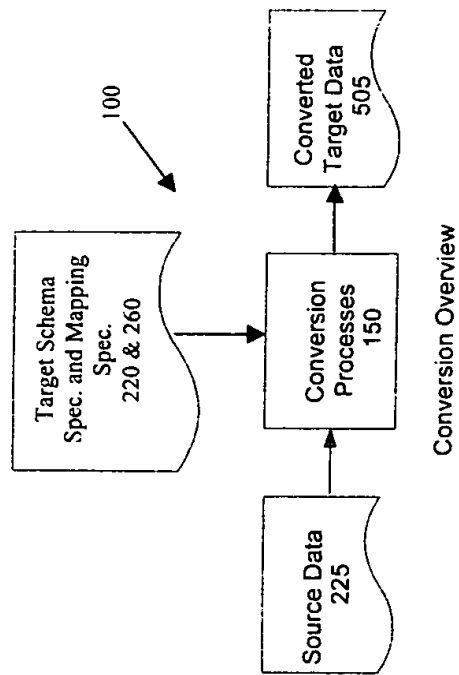 100
Target Schema
Spec. and Mapping
Spec.
220 & 260
Source Data
225
Conversion
Processes
150
Converted
Target Data
505
Conversion Overview